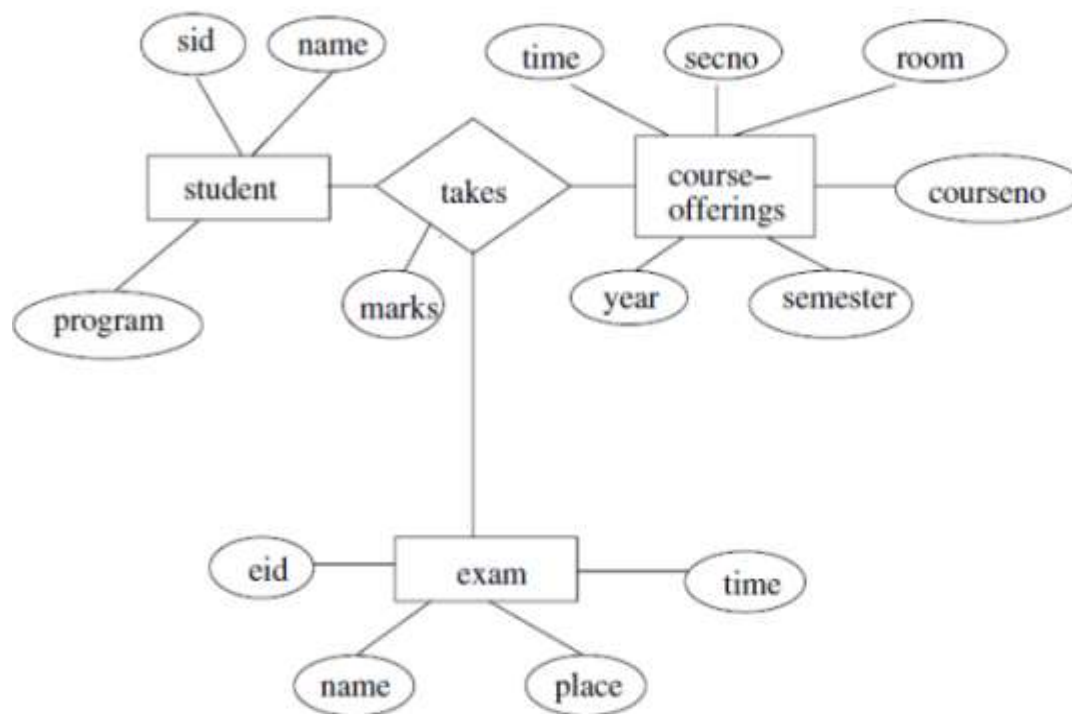 sid
name
time
secno
room
student
takes
course–
offerings
courseno
program
marks
year
semester
eid
exam
time
name
place